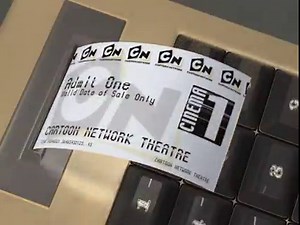 CN CN CN CN CN CN CN
Admit One
Valid Date of Sale Only
CINEMA
1
CARTOON NETWORK THEATRE
CARTOON NETWORK THEATRE
CN